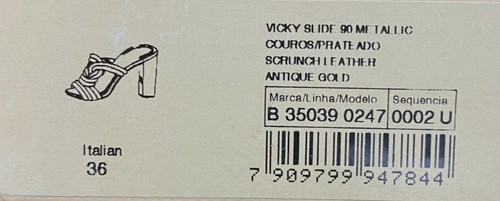 VICKY SLIDE 90 METALLIC
COUROS/PRATEADO
SCRUNCH LEATHER
ANTIQUE GOLD
Marca/Linha/Modelo Sequencia
B 35039 0247 0002 U
Italian
36
7 909799 947844